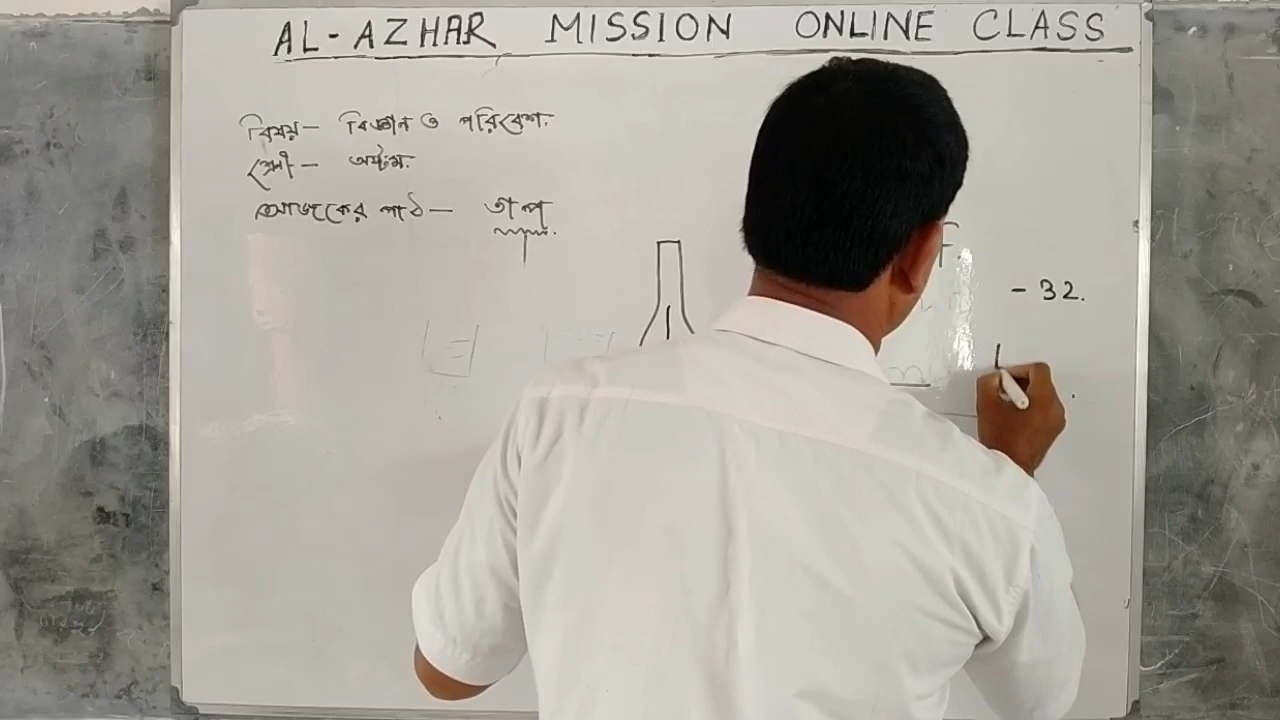 AL-AZHAR MISSION ONLINE CLASS
বিষয় – বিজ্ঞান ও পরিবেশ.
শ্রেণী – অষ্টম.
আজকের পাঠ – তাপ
F.
- 32.